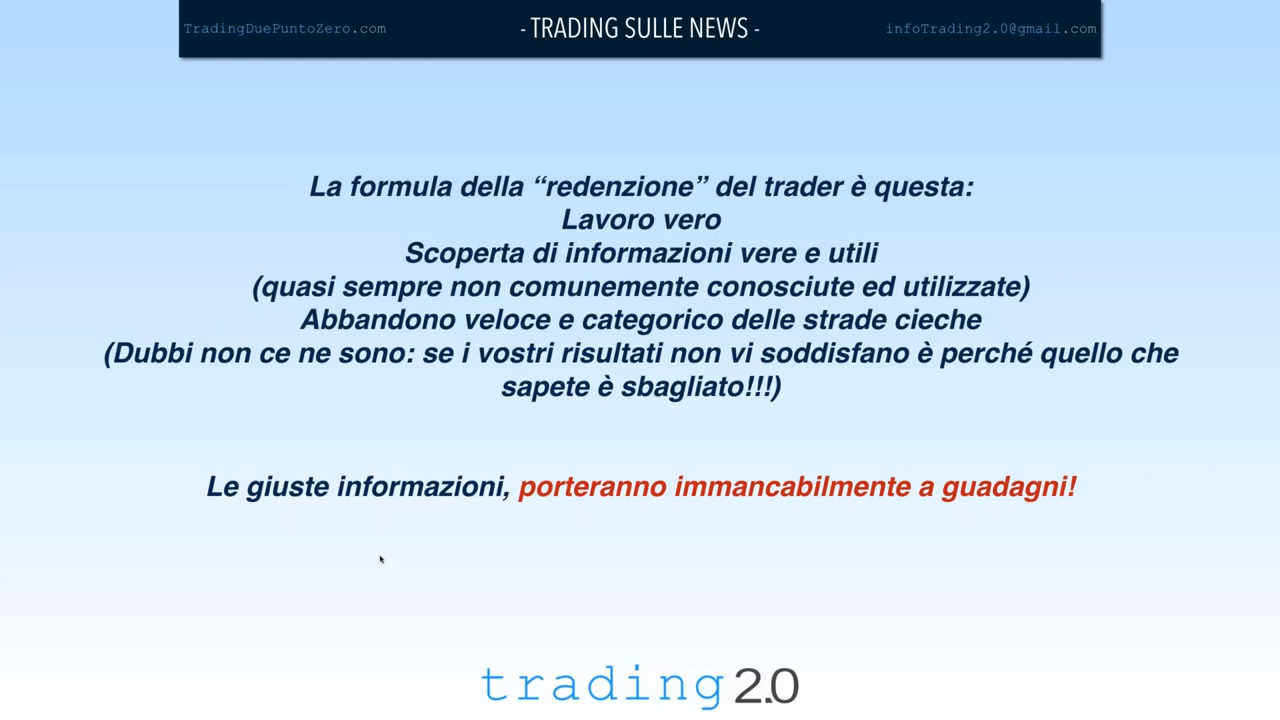 TradingDuePuntoZero.com
- TRADING SULLE NEWS -
infoTrading2.0@gmail.com
La formula della “redenzione” del trader è questa:
Lavoro vero
Scoperta di informazioni vere e utili
(quasi sempre non comunemente conosciute ed utilizzate)
Abbandono veloce e categorico delle strade cieche
(Dubbi non ce ne sono: se i vostri risultati non vi soddisfano è perché quello che
sapete è sbagliato!!!)
Le giuste informazioni, porteranno immancabilmente a guadagni!
trading 2.0